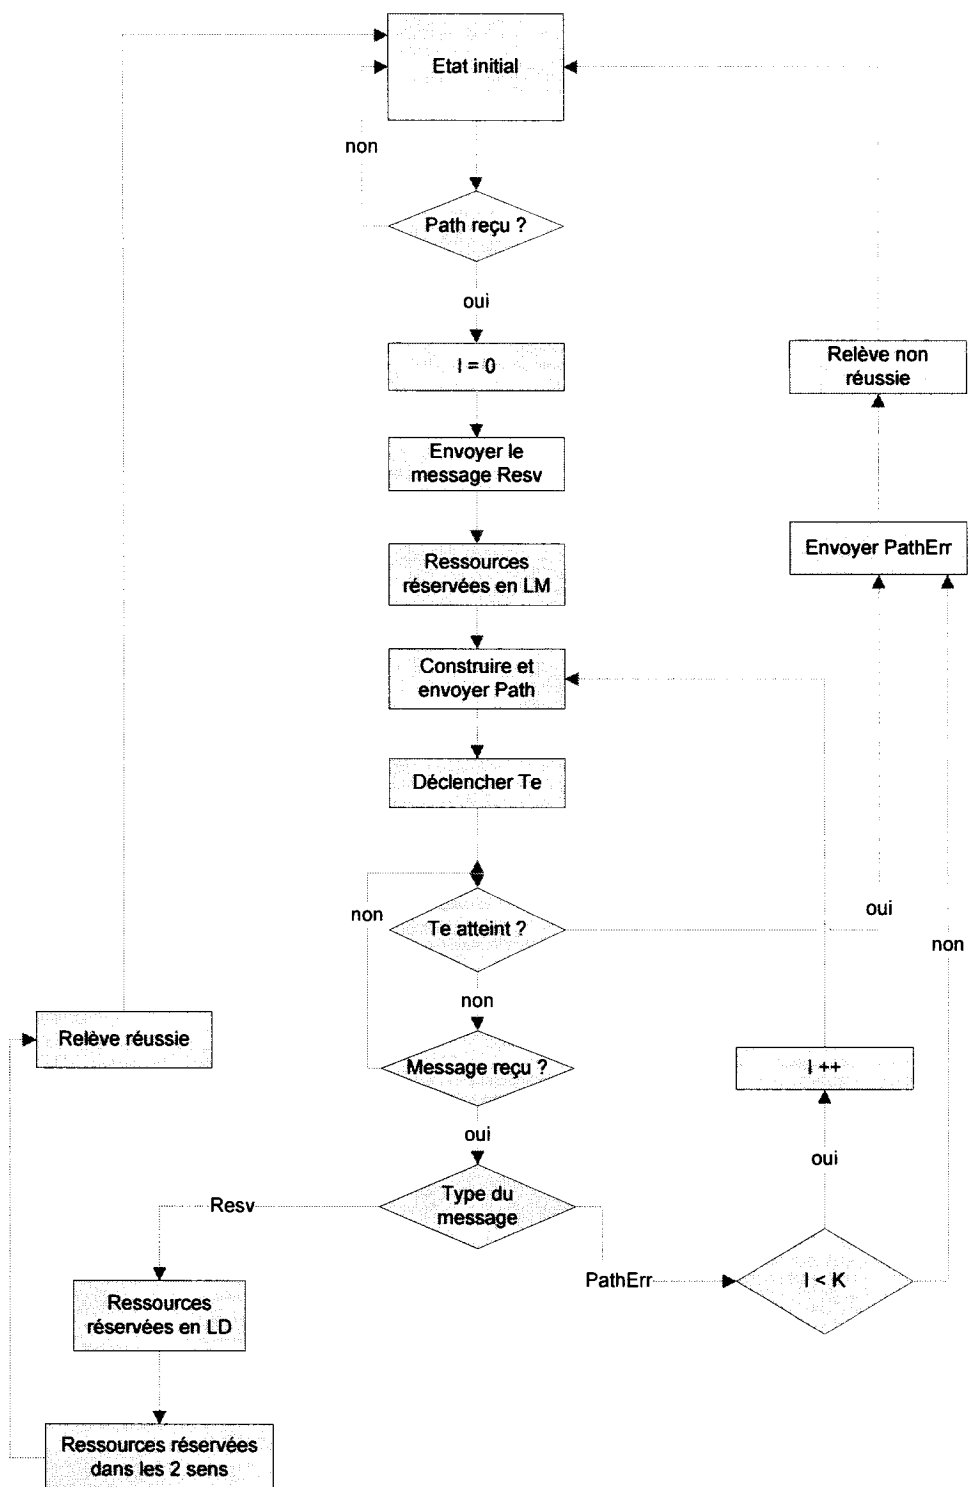 Etat initial
non
Path reçu ?
oui
I = 0
Relève non
réussie
Envoyer le
message Resv
Envoyer PathErr
Ressources
réservées en LM
Construire et
envoyer Path
Déclencher Te
non
Te atteint ?
oui
non
non
Relève réussie
Message reçu ?
I ++
oui
oui
Resv
Type du
message
PathErr
I < K
Ressources
réservées en LD
Ressources réservées
dans les 2 sens